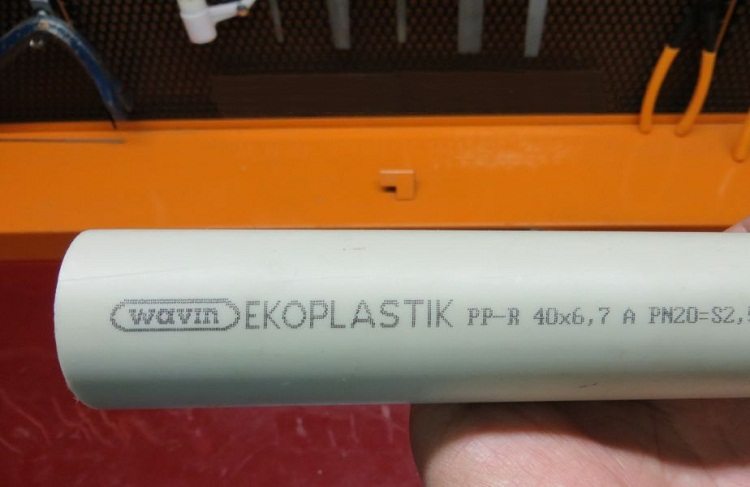 wavin EKOPLASTIK PP-R 40x6,7 A PN20=S2,